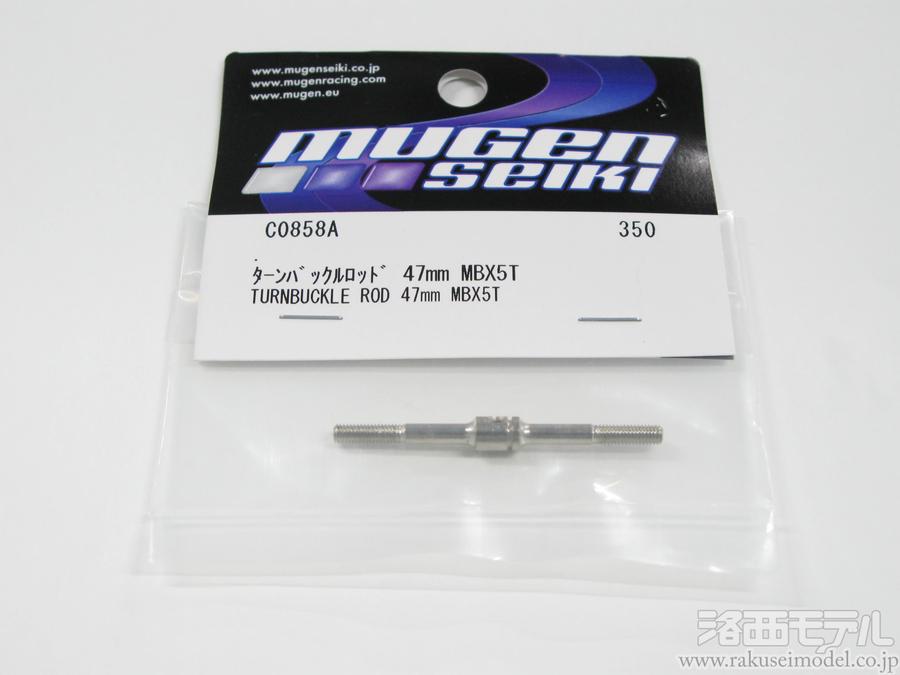 www.mugenseiki.co.jp
www.mugenracing.com
www.mugen.eu
mugen
seiki
C0858A 350
ﾀｰﾝﾊﾞｯｸﾙﾛｯﾄﾞ 47mm MBX5T
TURNBUCKLE ROD 47mm MBX5T
洛西モデル
www.rakuseimodel.co.jp